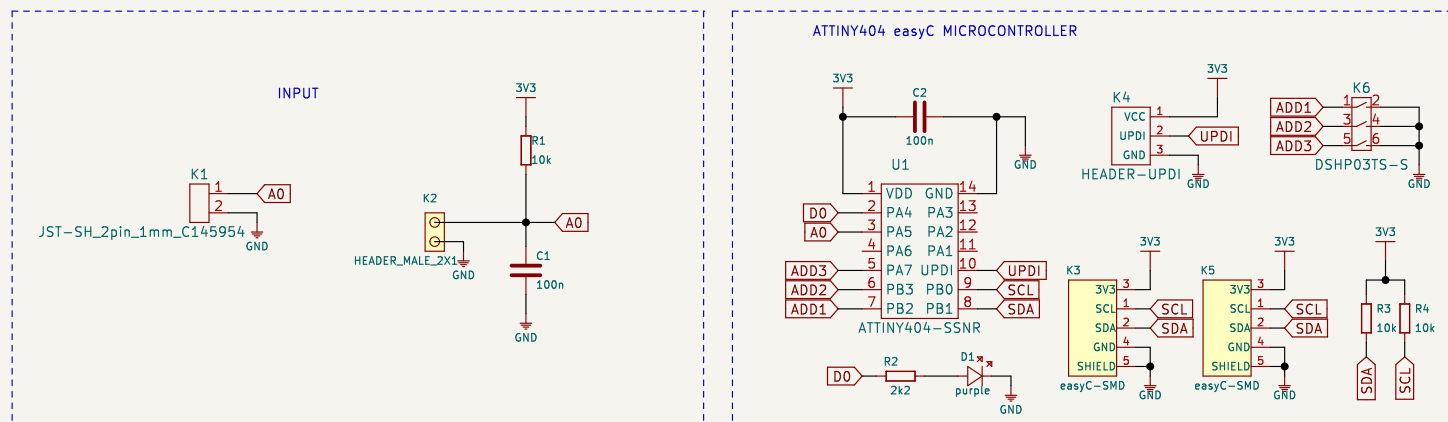 INPUT
K1
1
2
A0
GND
JST-SH_2pin_1mm_C145954
3V3
R1
10k
K2
A0
HEADER_MALE_2X1
GND
C1
100n
GND
ATTINY404 easyC MICROCONTROLLER
3V3
C2
100n
GND
U1
1 VDD GND 14
D0 2 PA4 PA3 13
A0 3 PA5 PA2 12
4 PA6 PA1 11
ADD3 5 PA7 UPDI 10 UPDI
ADD2 6 PB3 PB0 9 SCL
ADD1 7 PB2 PB1 8 SDA
ATTINY404-SSNR
D0
R2
2k2
D1
purple
GND
3V3
K4
VCC 1
UPDI 2 UPDI
GND 3
HEADER-UPDI
GND
K6
ADD1 1 2
ADD2 3 4
ADD3 5 6
DSHP03TS-S
GND
3V3
K3
3V3 3
SCL 1 SCL
SDA 2 SDA
GND 4
SHIELD 5
easyC-SMD
GND
3V3
K5
3V3 3
SCL 1 SCL
SDA 2 SDA
GND 4
SHIELD 5
easyC-SMD
GND
3V3
R3
10k
R4
10k
SDA
SCL